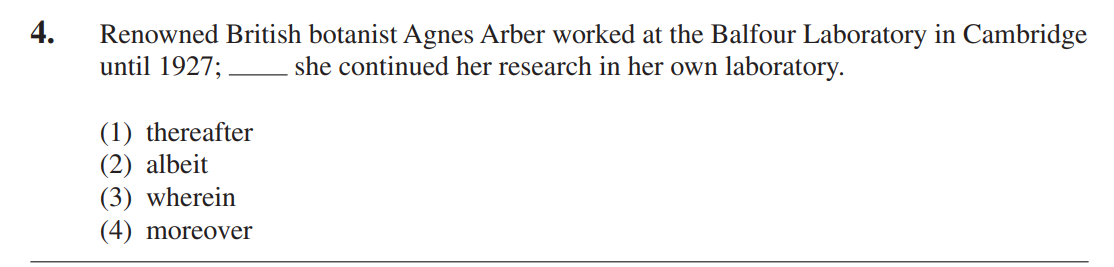 4. Renowned British botanist Agnes Arber worked at the Balfour Laboratory in Cambridge
until 1927; _____ she continued her research in her own laboratory.
(1) thereafter
(2) albeit
(3) wherein
(4) moreover